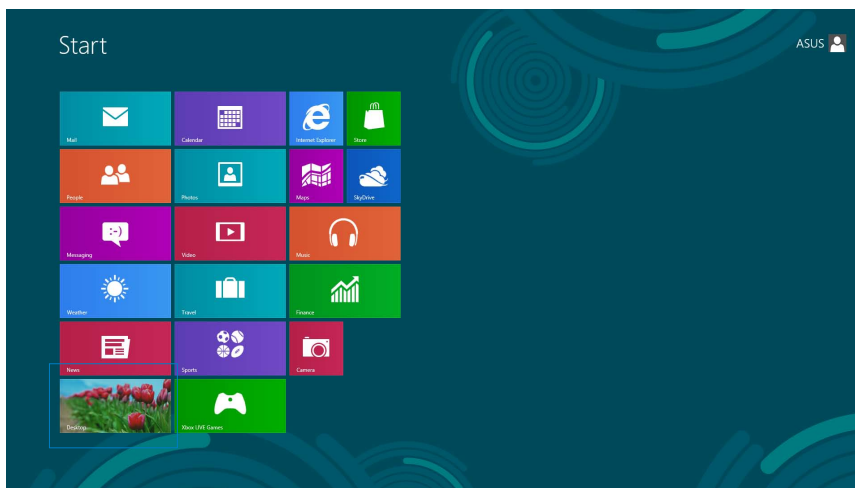 Start
ASUS
Mail
Calendar
Internet Explorer
Store
People
Photos
Maps
SkyDrive
Messaging
:-)
Video
Music
Weather
Travel
Finance
News
Sports
Camera
Desktop
Xbox LIVE Games